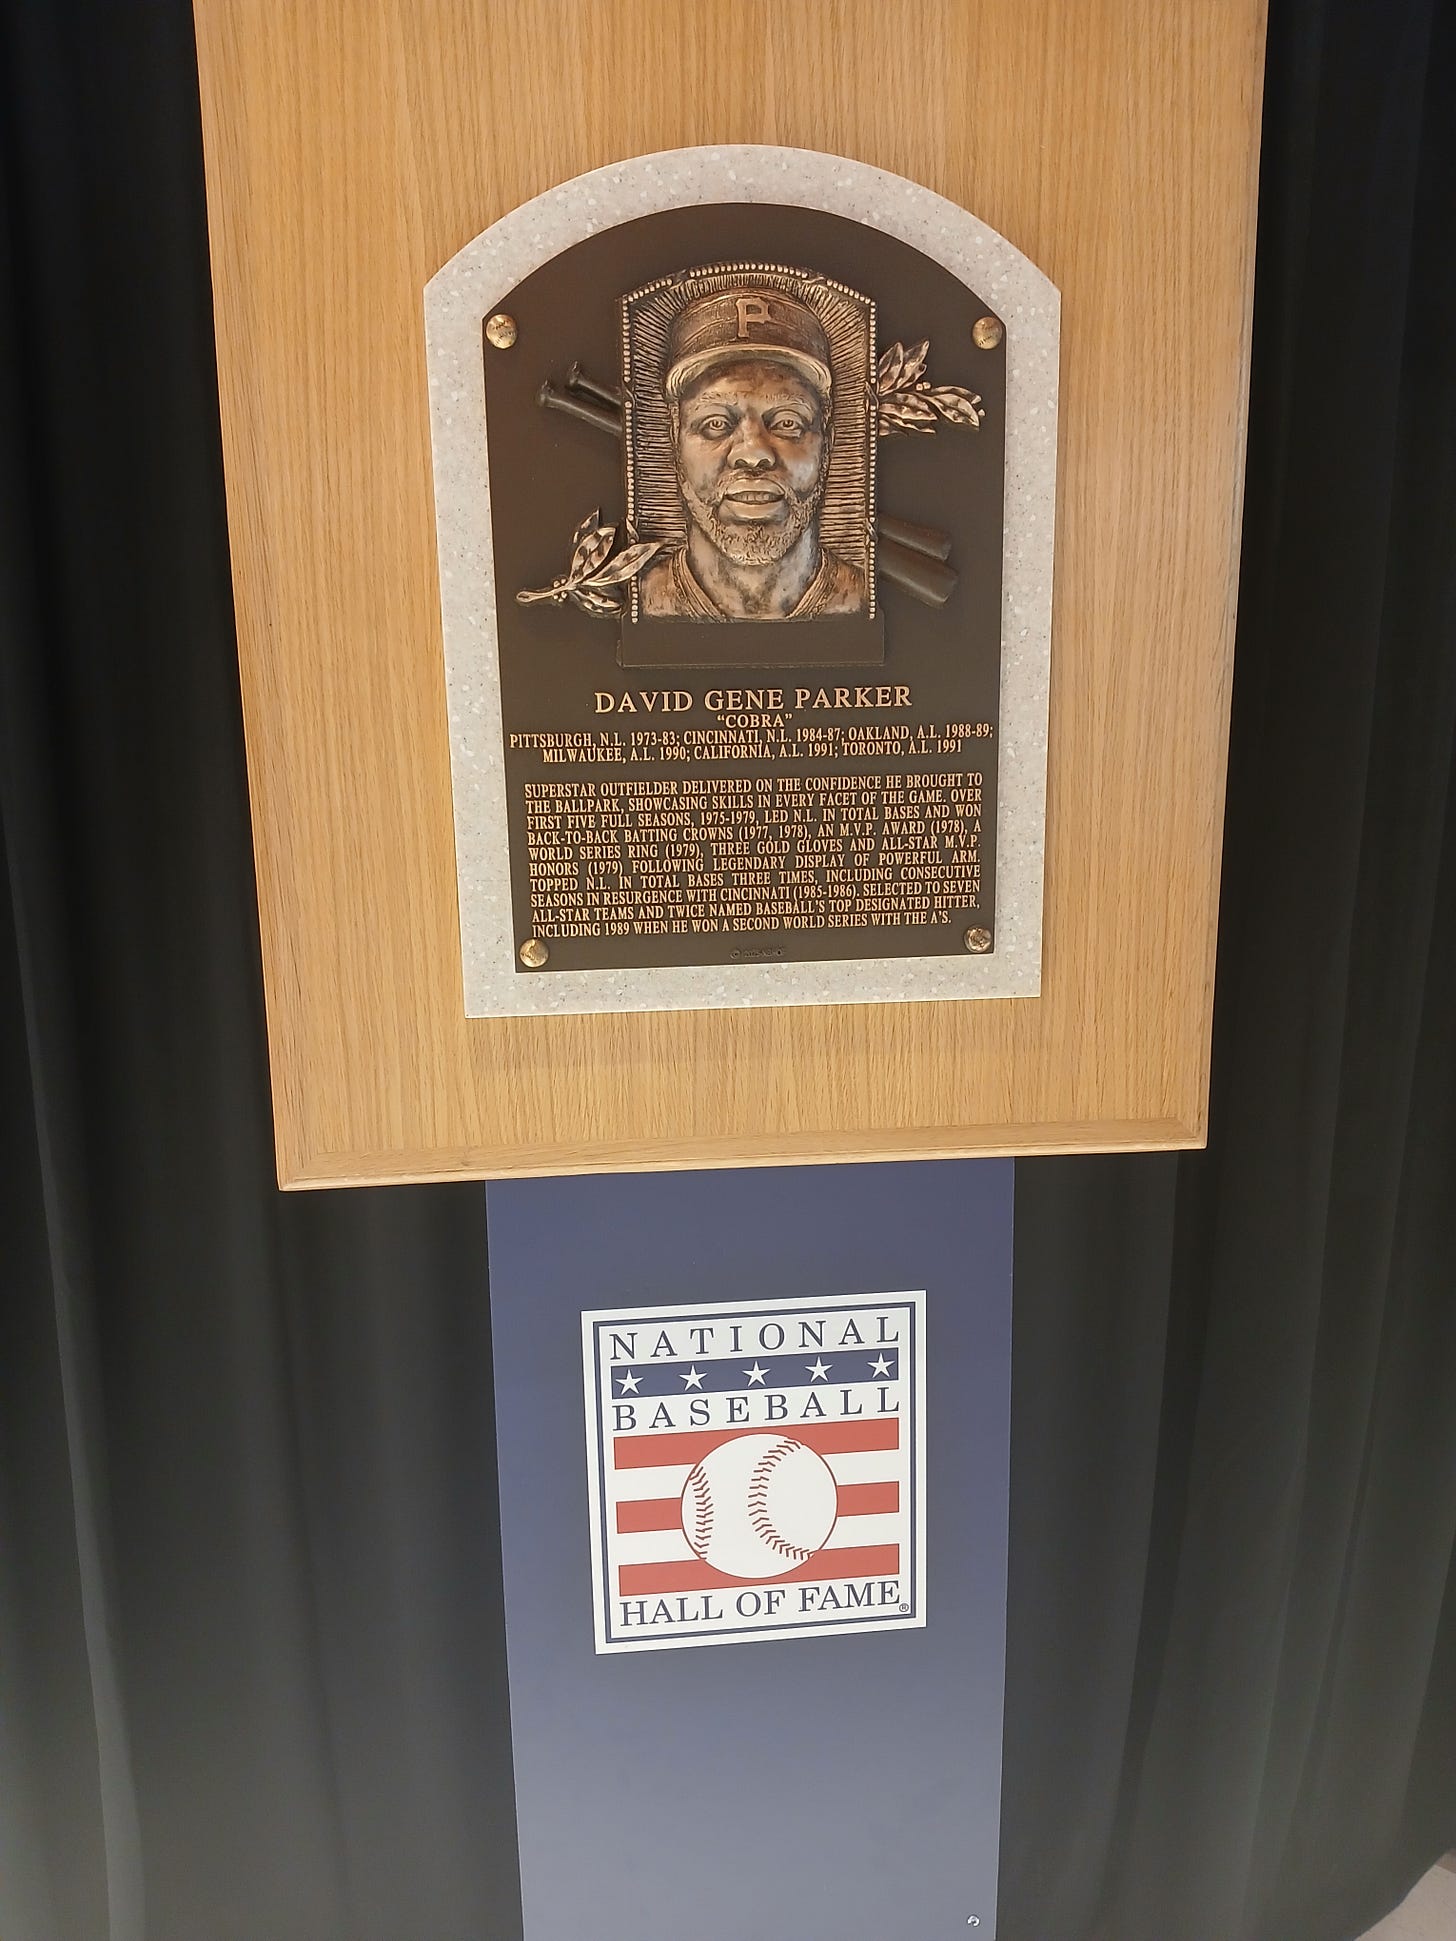 P
DAVID GENE PARKER
"COBRA"
PITTSBURGH, N.L. 1973-83; CINCINNATI, N.L. 1984-87; OAKLAND, A.L. 1988-89;
MILWAUKEE, A.L. 1990; CALIFORNIA, A.L. 1991; TORONTO, A.L. 1991
SUPERSTAR OUTFIELDER DELIVERED ON THE CONFIDENCE HE BROUGHT TO
THE BALLPARK, SHOWCASING SKILLS IN EVERY FACET OF THE GAME. OVER
FIRST FIVE FULL SEASONS, 1975-1979, LED N.L. IN TOTAL BASES AND WON
BACK-TO-BACK BATTING CROWNS (1977, 1978), AN M.V.P. AWARD (1978), A
WORLD SERIES RING (1979), THREE GOLD GLOVES AND ALL-STAR M.V.P.
HONORS (1979) FOLLOWING LEGENDARY DISPLAY OF POWERFUL ARM.
TOPPED N.L. IN TOTAL BASES THREE TIMES, INCLUDING CONSECUTIVE
SEASONS IN RESURGENCE WITH CINCINNATI (1985-1986). SELECTED TO SEVEN
ALL-STAR TEAMS AND TWICE NAMED BASEBALL'S TOP DESIGNATED HITTER,
INCLUDING 1989 WHEN HE WON A SECOND WORLD SERIES WITH THE A'S.
NATIONAL
BASEBALL
HALL OF FAME®